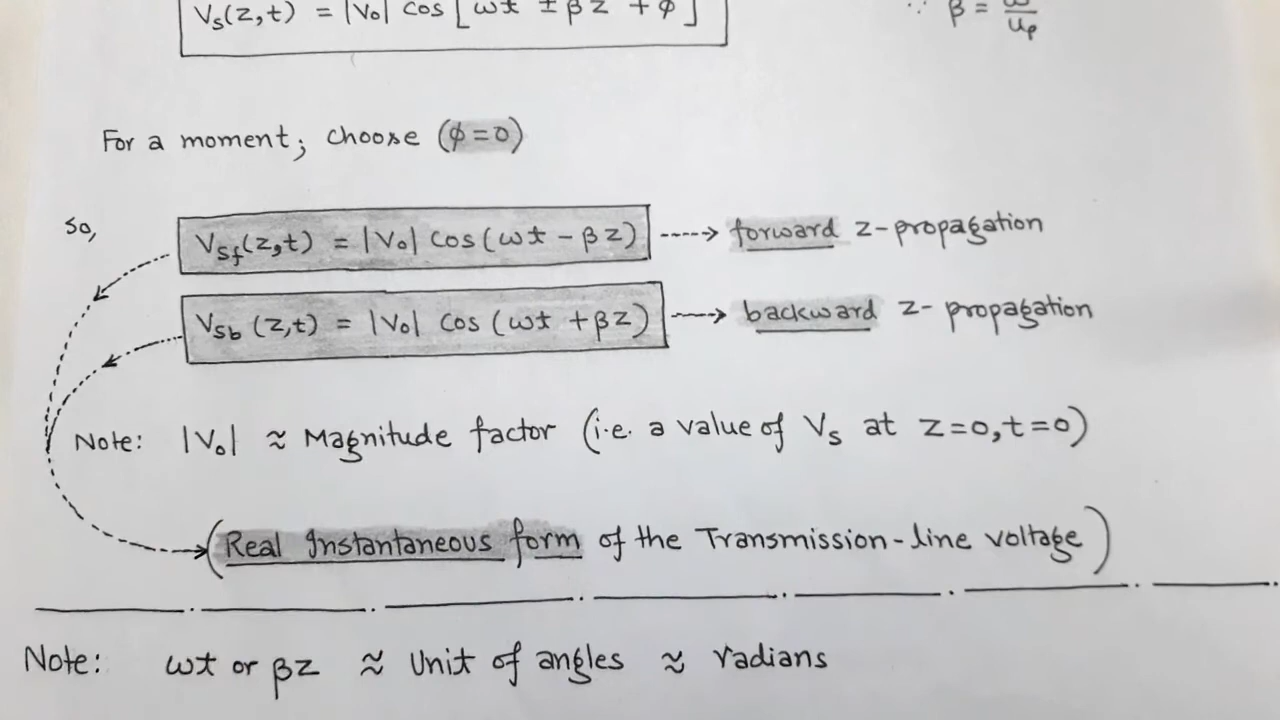 Vs(z,t) = |V₀| cos [ωt ± βz + φ] ∵ β = ω/uₚ
For a moment; choose (φ=0)
So,
Vsf(z,t) = |V₀| cos(ωt − βz) → forward z-propagation
Vsb (z,t) = |V₀| cos (ωt + βz) → backward z-propagation
Note: |V₀| ≈ Magnitude factor (i.e. a value of Vs at z=0,t=0)
(Real Instantaneous form of the Transmission-line voltage)
Note: ωt or βz ≈ Unit of angles ≈ radians